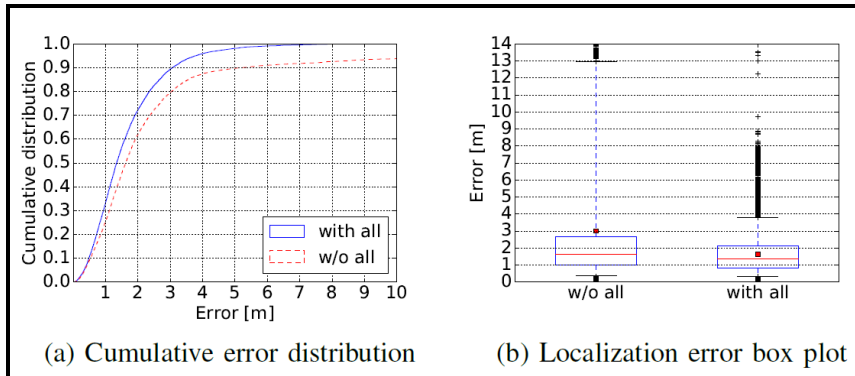 1.0
0.9
0.8
0.7
0.6
0.5
0.4
0.3
0.2
0.1
0.0
Cumulative distribution
1 2 3 4 5 6 7 8 9 10
Error [m]
with all
w/o all
(a) Cumulative error distribution
14
13
12
11
10
9
8
7
6
5
4
3
2
1
0
Error [m]
w/o all with all
(b) Localization error box plot